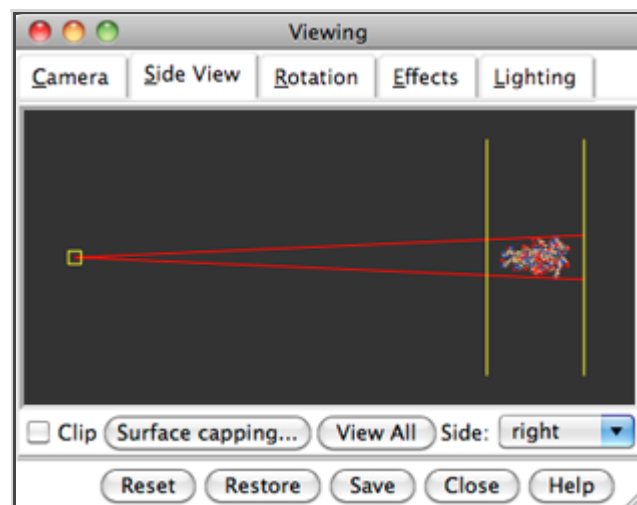 Viewing
Camera Side View Rotation Effects Lighting
Clip Surface capping... View All Side: right
Reset Restore Save Close Help